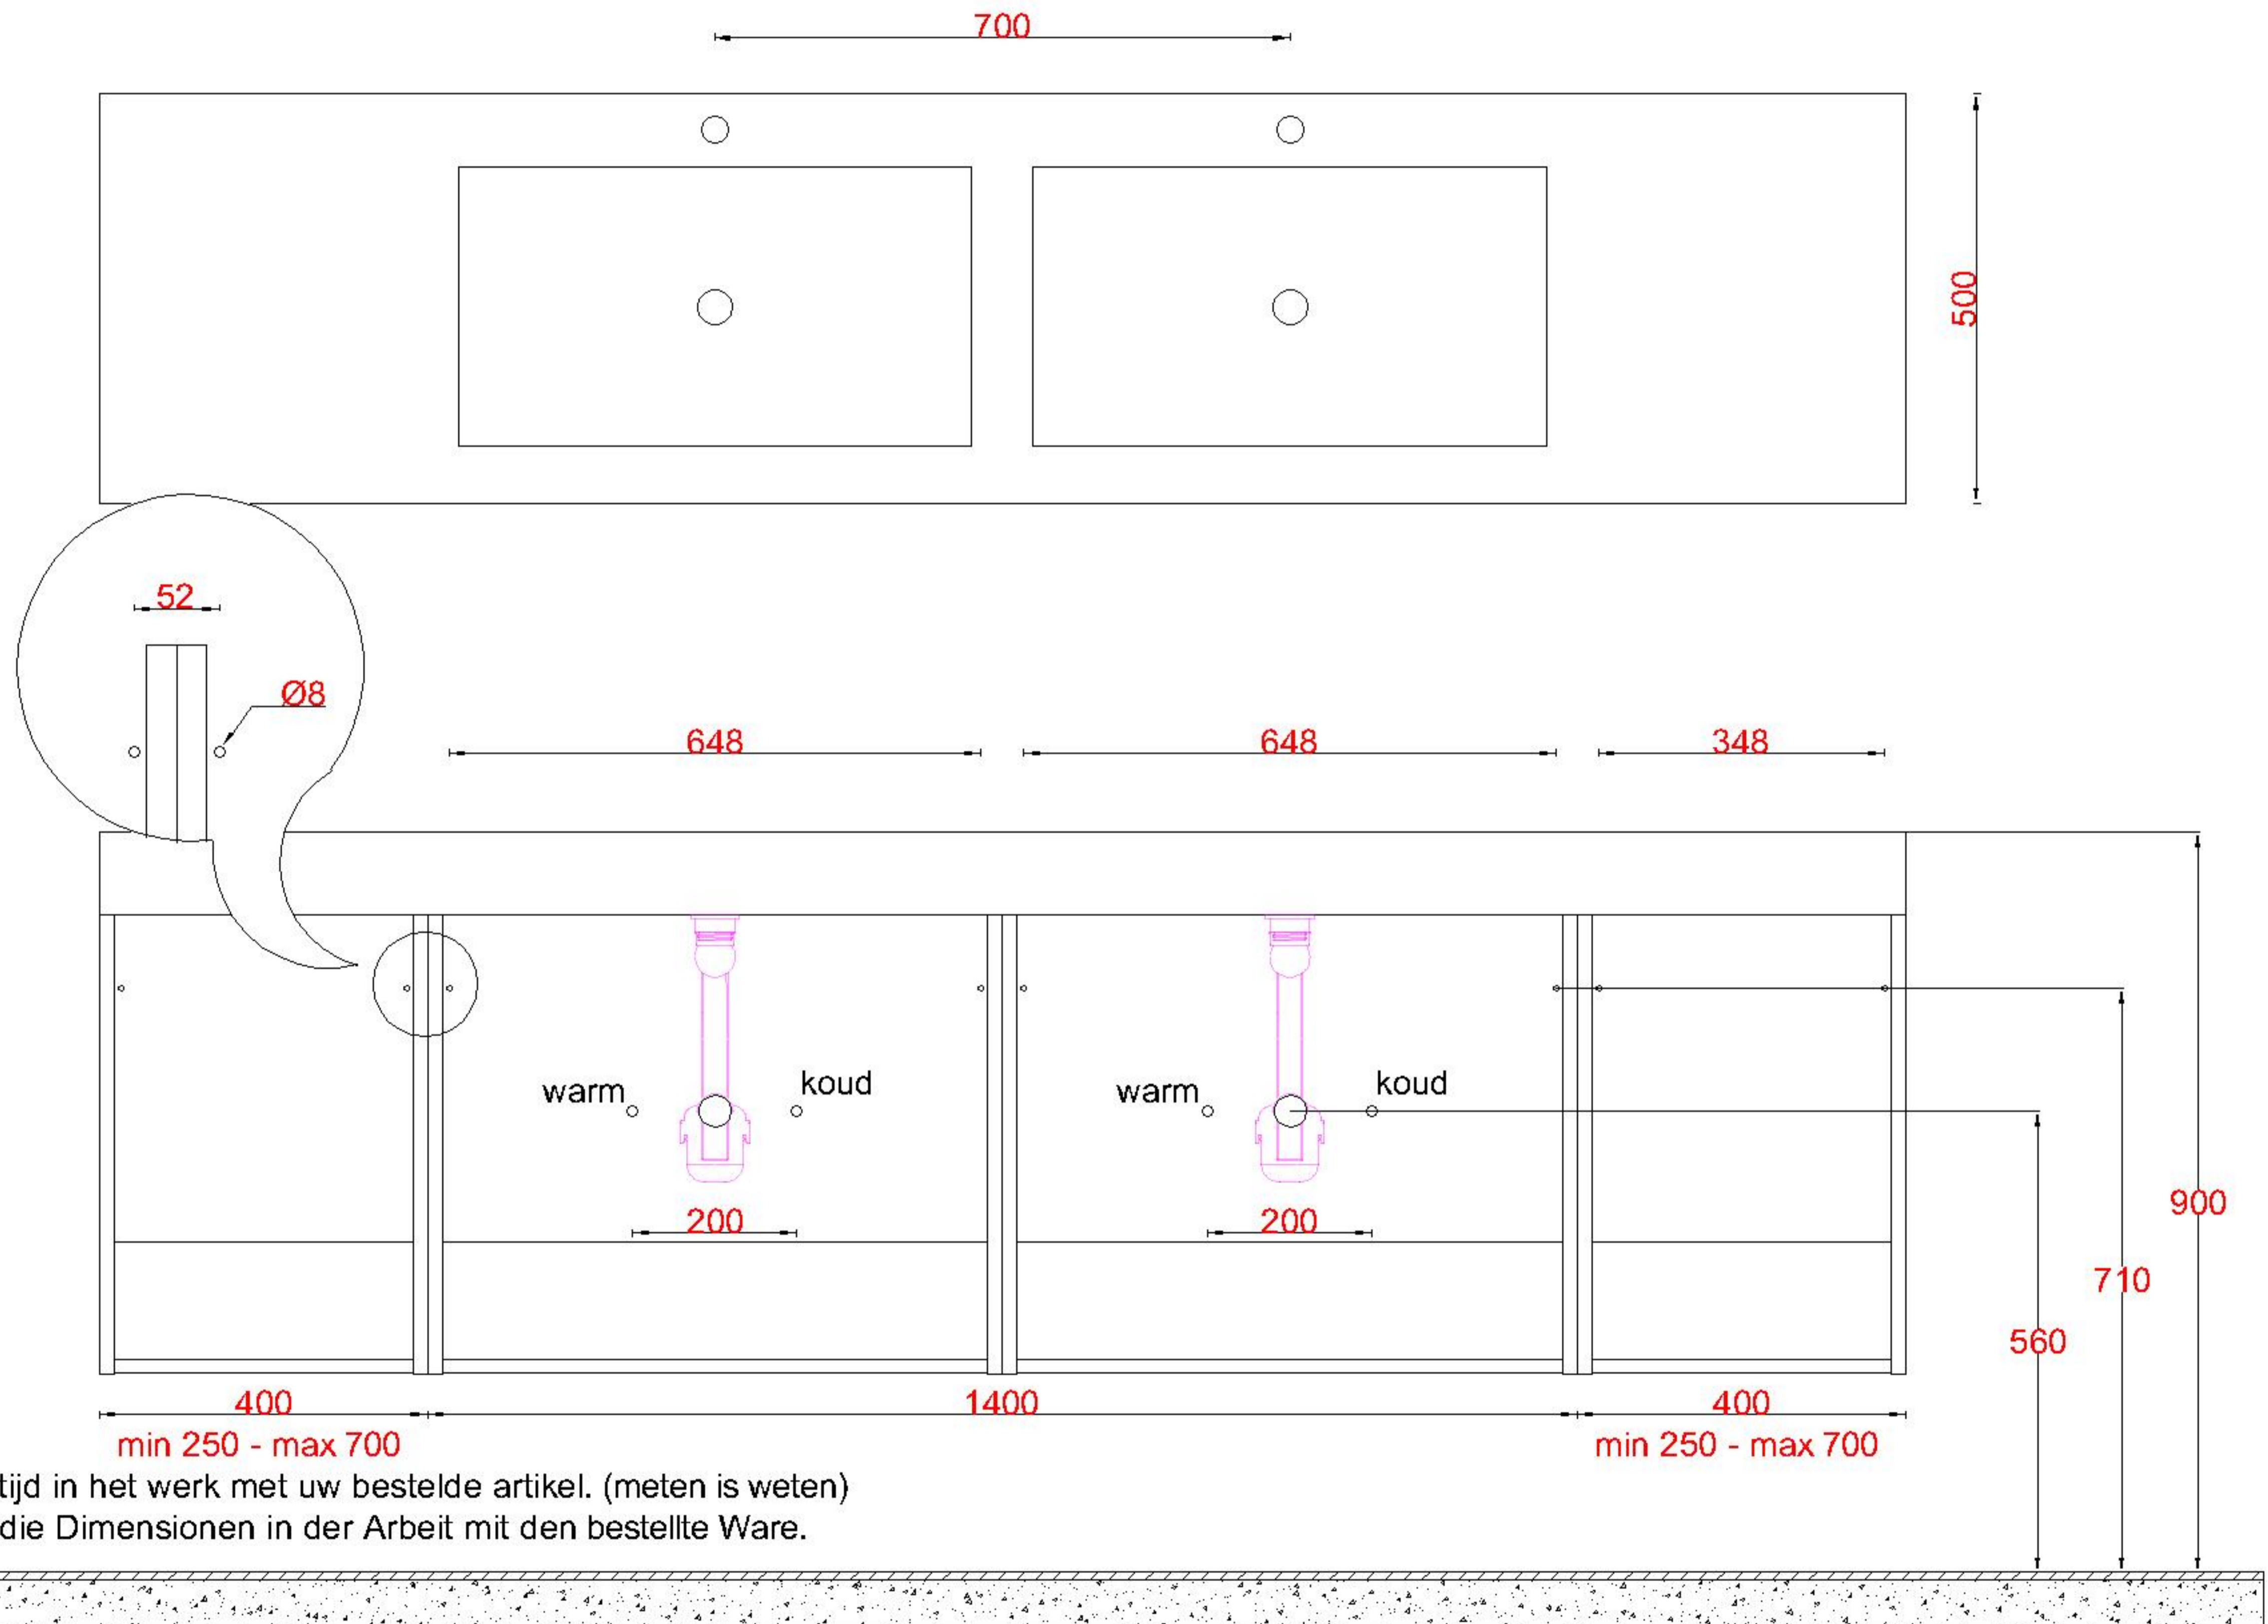 700
500
52
Ø8
648
648
348
warm
koud
warm
koud
200
200
900
710
560
400
1400
400
min 250 - max 700
min 250 - max 700
tijd in het werk met uw bestelde artikel. (meten is weten)
die Dimensionen in der Arbeit mit den bestellte Ware.